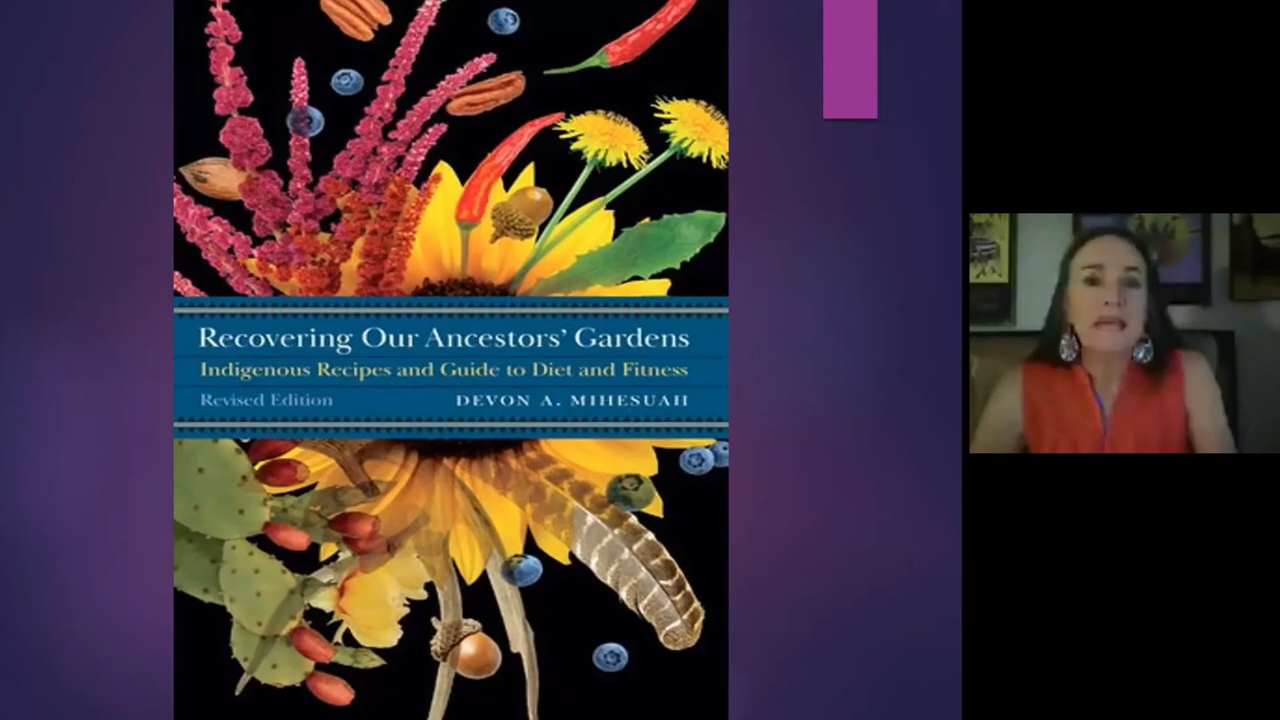 Recovering Our Ancestors' Gardens
Indigenous Recipes and Guide to Diet and Fitness
Revised Edition DEVON A. MIHESUAH